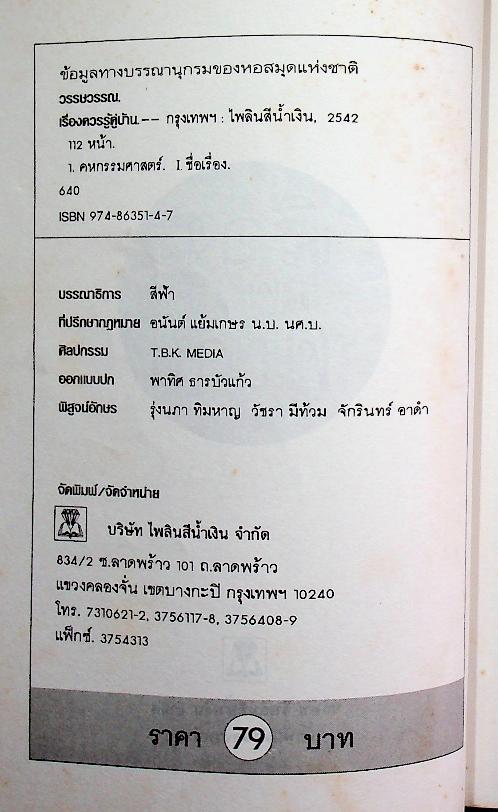 ข้อมูลทางบรรณานุกรมของหอสมุดแห่งชาติ
วรรษวรรณ.
เรื่องควรรู้คู่บ้าน.-- กรุงเทพฯ : ไพลินสีน้ำเงิน, 2542
112 หน้า.
1. คหกรรมศาสตร์. I. ชื่อเรื่อง.
640
ISBN 974-86351-4-7
บรรณาธิการ สีฟ้า
ที่ปรึกษากฎหมาย อนันต์ แย้มเกษร น.บ. นศ.บ.
ศิลปกรรม T.B.K. MEDIA
ออกแบบปก พาทิศ ธารบัวแก้ว
พิสูจน์อักษร รุ่งนภา ทิมหาญ วัชรา มีท้วม จักรินทร์ อาดำ
จัดพิมพ์/จัดจำหน่าย
บริษัท ไพลินสีน้ำเงิน จำกัด
834/2 ซ.ลาดพร้าว 101 ถ.ลาดพร้าว
แขวงคลองจั่น เขตบางกะปิ กรุงเทพฯ 10240
โทร. 7310621-2, 3756117-8, 3756408-9
แฟ็กซ์. 3754313
ราคา 79 บาท